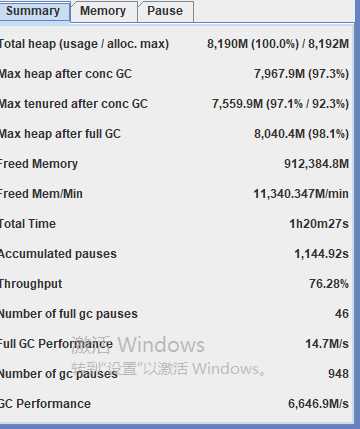 Summary Memory Pause
Total heap (usage / alloc. max) 8,190M (100.0%) / 8,192M
Max heap after conc GC 7,967.9M (97.3%)
Max tenured after conc GC 7,559.9M (97.1% / 92.3%)
Max heap after full GC 8,040.4M (98.1%)
Freed Memory 912,384.8M
Freed Mem/Min 11,340.347M/min
Total Time 1h20m27s
Accumulated pauses 1,144.92s
Throughput 76.28%
Number of full gc pauses 46
Full GC Performance 14.7M/s
激活 Windows
转到"设置"以激活 Windows。
Number of gc pauses 948
GC Performance 6,646.9M/s